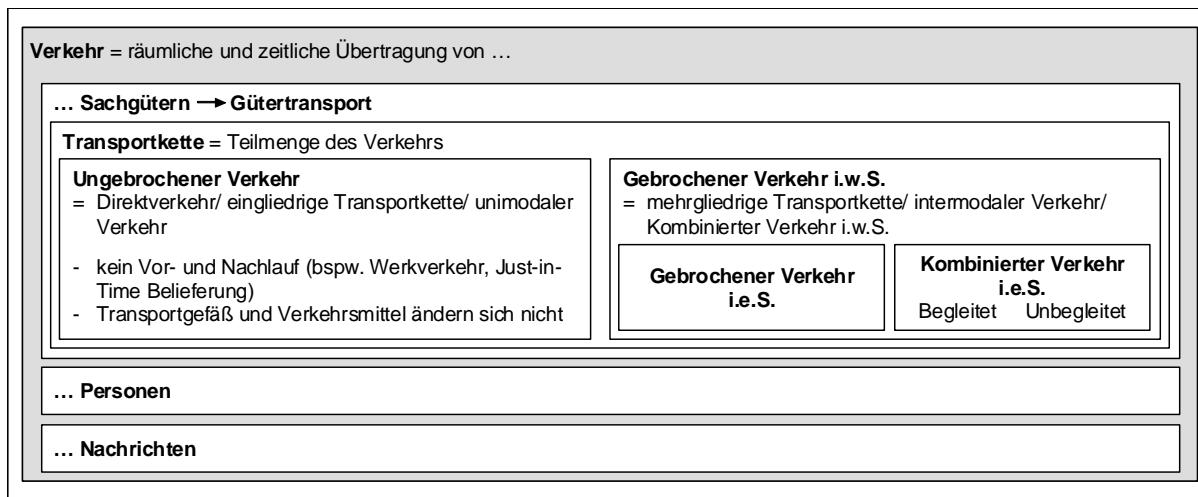 Verkehr = räumliche und zeitliche Übertragung von …
… Sachgütern → Gütertransport
Transportkette = Teilmenge des Verkehrs
Ungebrochener Verkehr
= Direktverkehr/ eingliedrige Transportkette/ unimodaler
Verkehr
- kein Vor- und Nachlauf (bspw. Werkverkehr, Just-in-
Time Belieferung)
- Transportgefäß und Verkehrsmittel ändern sich nicht
Gebrochener Verkehr i.w.S.
= mehrgliedrige Transportkette/ intermodaler Verkehr/
Kombinierter Verkehr i.w.S.
Gebrochener Verkehr
i.e.S.
Kombinierter Verkehr
i.e.S.
Begleitet Unbegleitet
… Personen
… Nachrichten